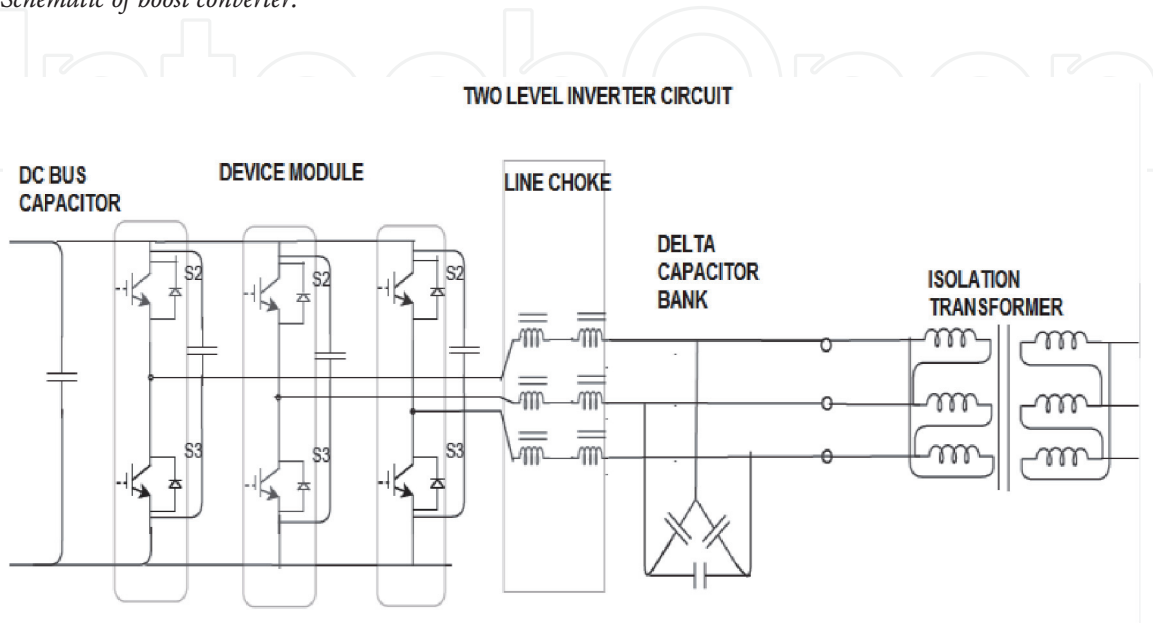 Schematic of boost converter.
IntechOpen
TWO LEVEL INVERTER CIRCUIT
DC BUS
CAPACITOR
DEVICE MODULE
LINE CHOKE
DELTA
CAPACITOR
BANK
ISOLATION
TRANSFORMER
S2
S2
S2
S3
S3
S3